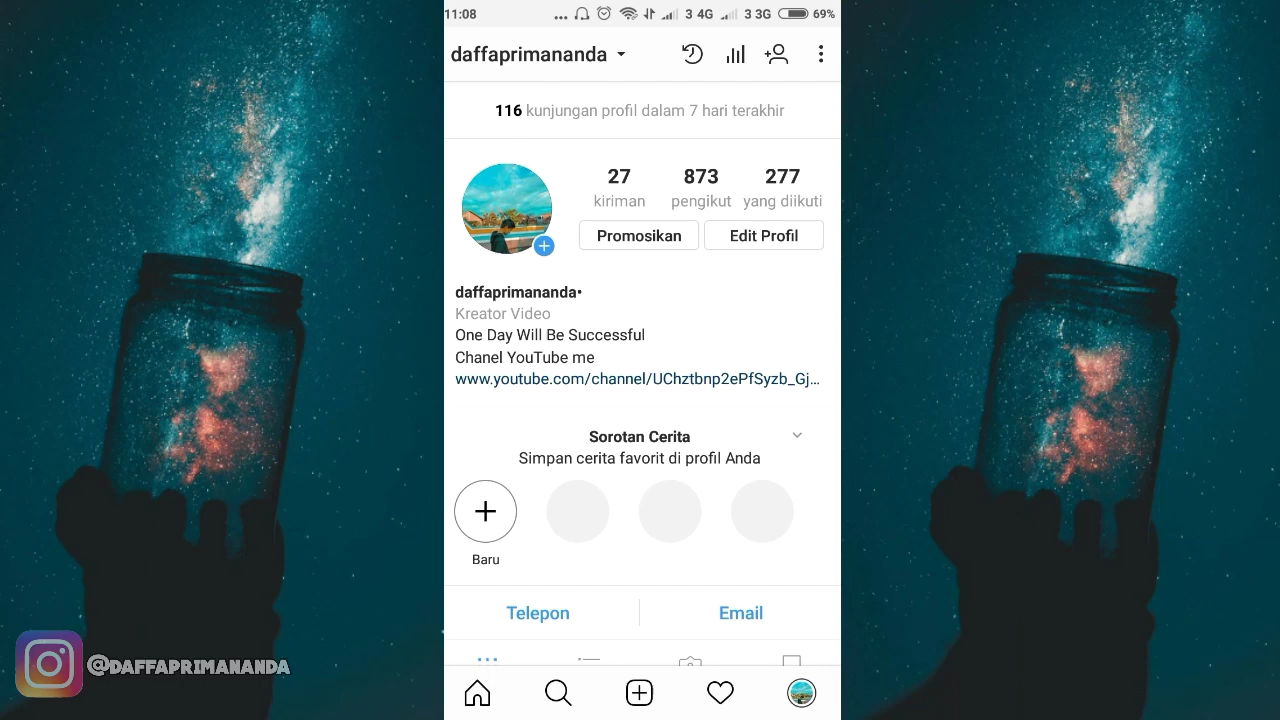 11:08 ... 3 4G 3 3G 69%
daffaprimananda
116 kunjungan profil dalam 7 hari terakhir
27 873 277
kiriman pengikut yang diikuti
Promosikan Edit Profil
daffaprimananda•
Kreator Video
One Day Will Be Successful
Chanel YouTube me
www.youtube.com/channel/UChztbnp2ePfSyzb_Gj...
Sorotan Cerita
Simpan cerita favorit di profil Anda
Baru
Telepon Email
@DAFFAPRIMANANDA